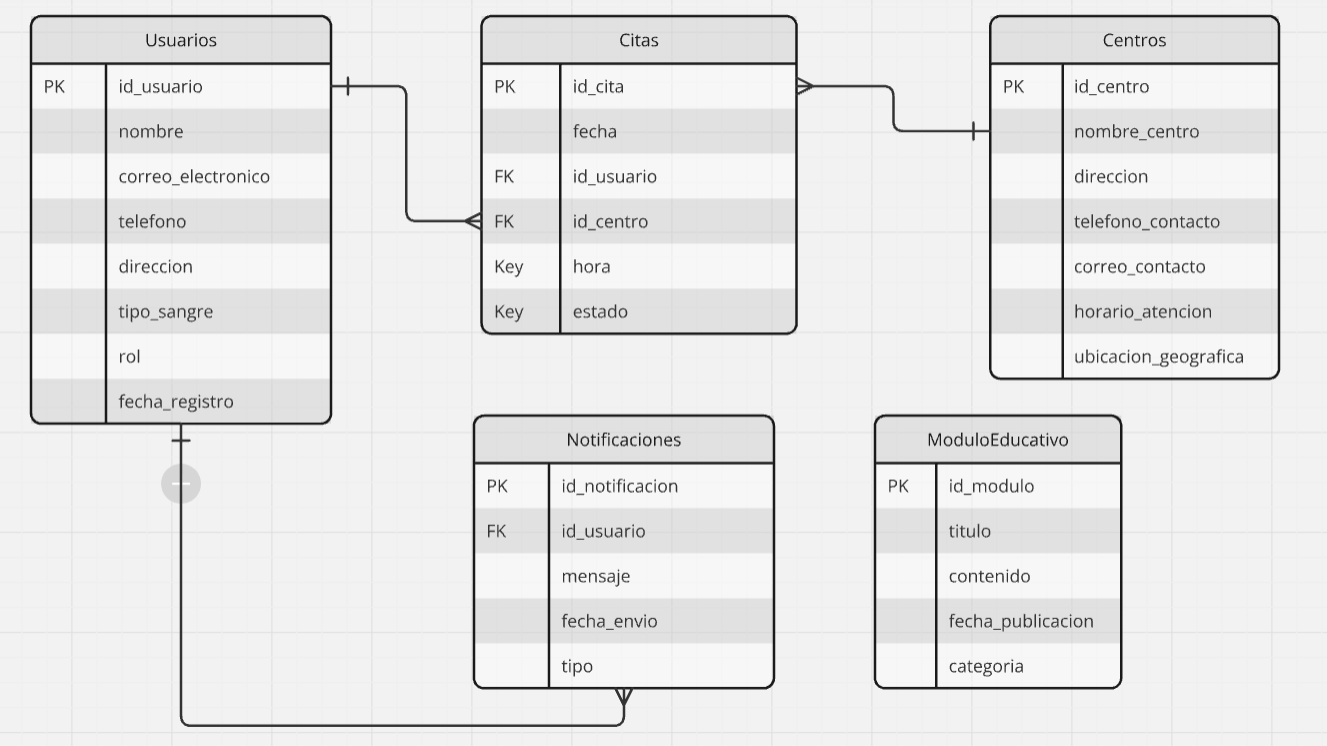 Usuarios
PK id_usuario
nombre
correo_electronico
telefono
direccion
tipo_sangre
rol
fecha_registro
Citas
PK id_cita
fecha
FK id_usuario
FK id_centro
Key hora
Key estado
Centros
PK id_centro
nombre_centro
direccion
telefono_contacto
correo_contacto
horario_atencion
ubicacion_geografica
Notificaciones
PK id_notificacion
FK id_usuario
mensaje
fecha_envio
tipo
ModuloEducativo
PK id_modulo
titulo
contenido
fecha_publicacion
categoria